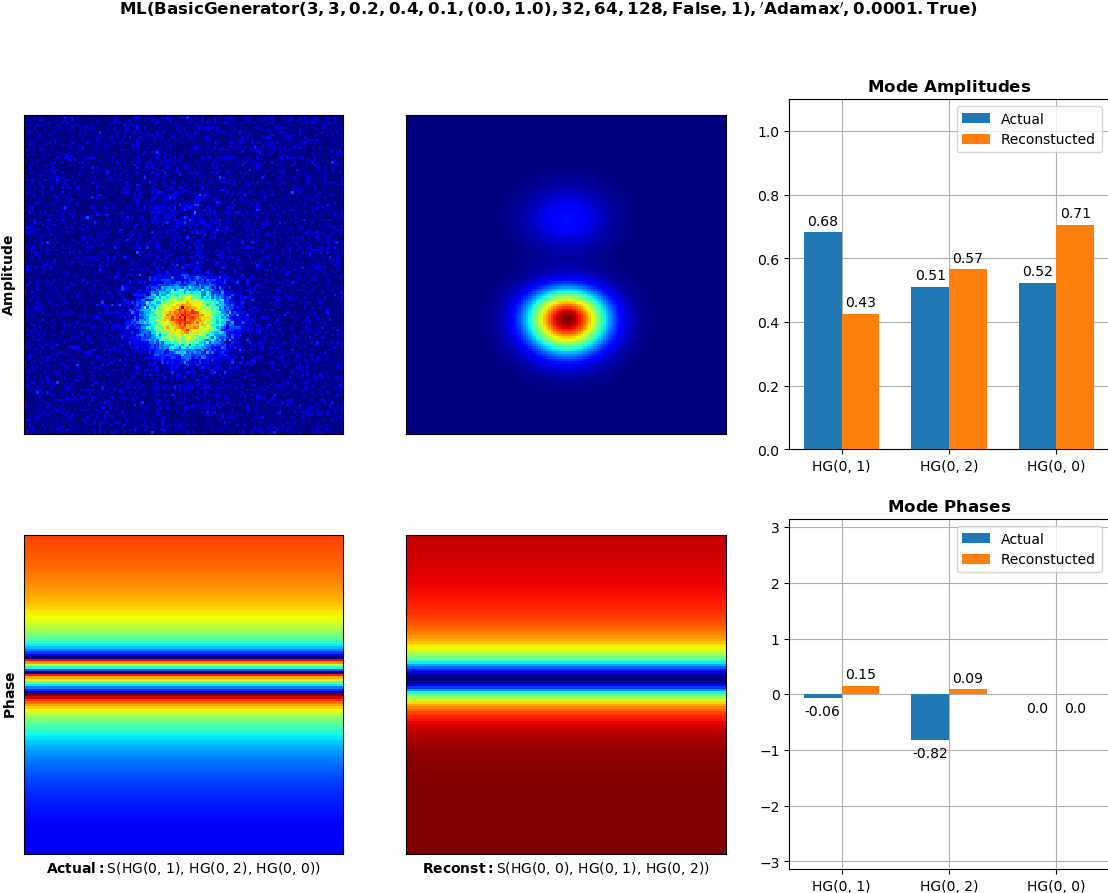 ML(BasicGenerator(3, 3, 0.2, 0.4, 0.1, (0.0, 1.0), 32, 64, 128, False, 1), ′Adamax′, 0.0001. True)
Amplitude
Mode Amplitudes
Actual
Reconstucted
1.0
0.8
0.6
0.4
0.2
0.0
0.68
0.43
0.51
0.57
0.52
0.71
HG(0, 1)
HG(0, 2)
HG(0, 0)
Phase
Actual: S(HG(0, 1), HG(0, 2), HG(0, 0))
Reconst: S(HG(0, 0), HG(0, 1), HG(0, 2))
Mode Phases
Actual
Reconstucted
3
2
1
0
−1
−2
−3
-0.06
0.15
-0.82
0.09
0.0
0.0
HG(0, 1)
HG(0, 2)
HG(0, 0)